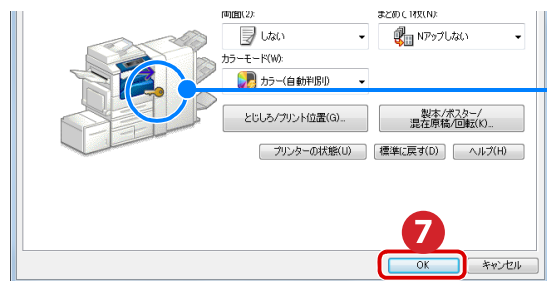 両面(2):
まとめて1枚(N):
しない
Nアップしない
カラーモード(W):
カラー(自動判別)
とじしろ/プリント位置(G)...
製本/ポスター/
混在原稿/回転(K)...
プリンターの状態(U)
標準に戻す(D)
ヘルプ(H)
7
OK
キャンセル